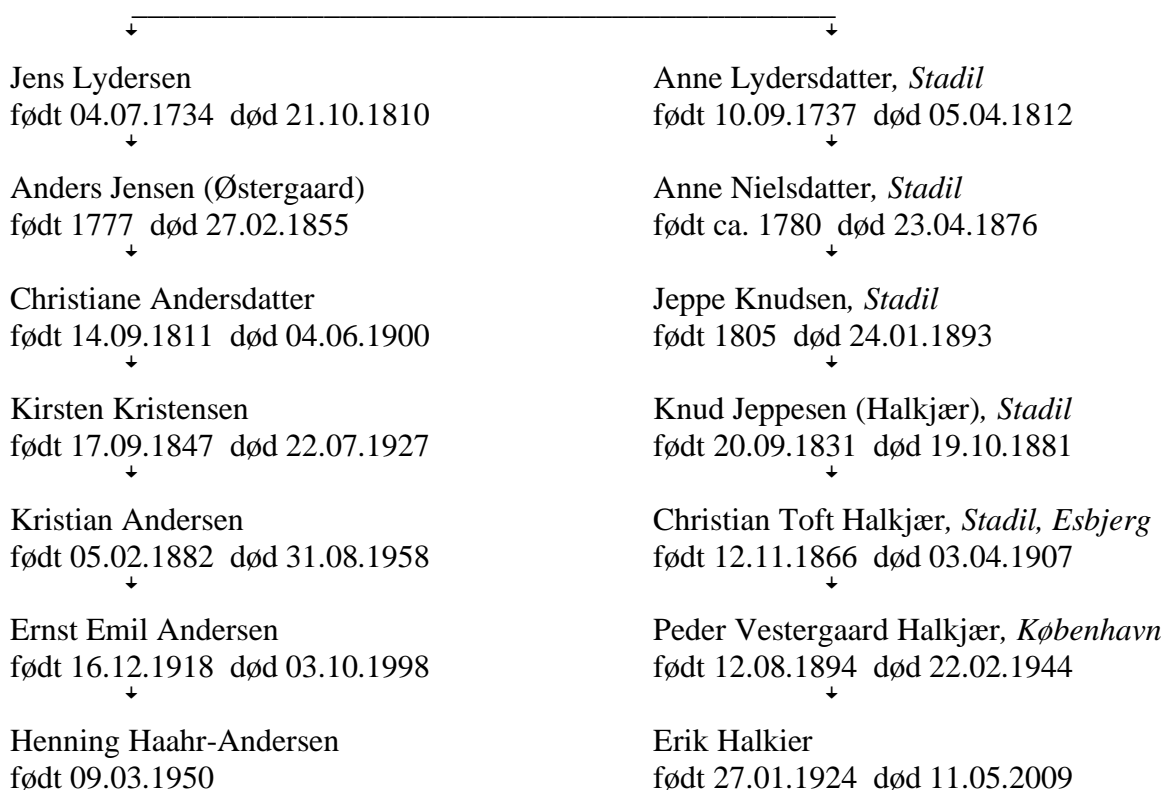 Jens Lydersen
født 04.07.1734 død 21.10.1810
Anders Jensen (Østergaard)
født 1777 død 27.02.1855
Christiane Andersdatter
født 14.09.1811 død 04.06.1900
Kirsten Kristensen
født 17.09.1847 død 22.07.1927
Kristian Andersen
født 05.02.1882 død 31.08.1958
Ernst Emil Andersen
født 16.12.1918 død 03.10.1998
Henning Haahr-Andersen
født 09.03.1950
Anne Lydersdatter, Stadil
født 10.09.1737 død 05.04.1812
Anne Nielsdatter, Stadil
født ca. 1780 død 23.04.1876
Jeppe Knudsen, Stadil
født 1805 død 24.01.1893
Knud Jeppesen (Halkjær), Stadil
født 20.09.1831 død 19.10.1881
Christian Toft Halkjær, Stadil, Esbjerg
født 12.11.1866 død 03.04.1907
Peder Vestergaard Halkjær, København
født 12.08.1894 død 22.02.1944
Erik Halkier
født 27.01.1924 død 11.05.2009